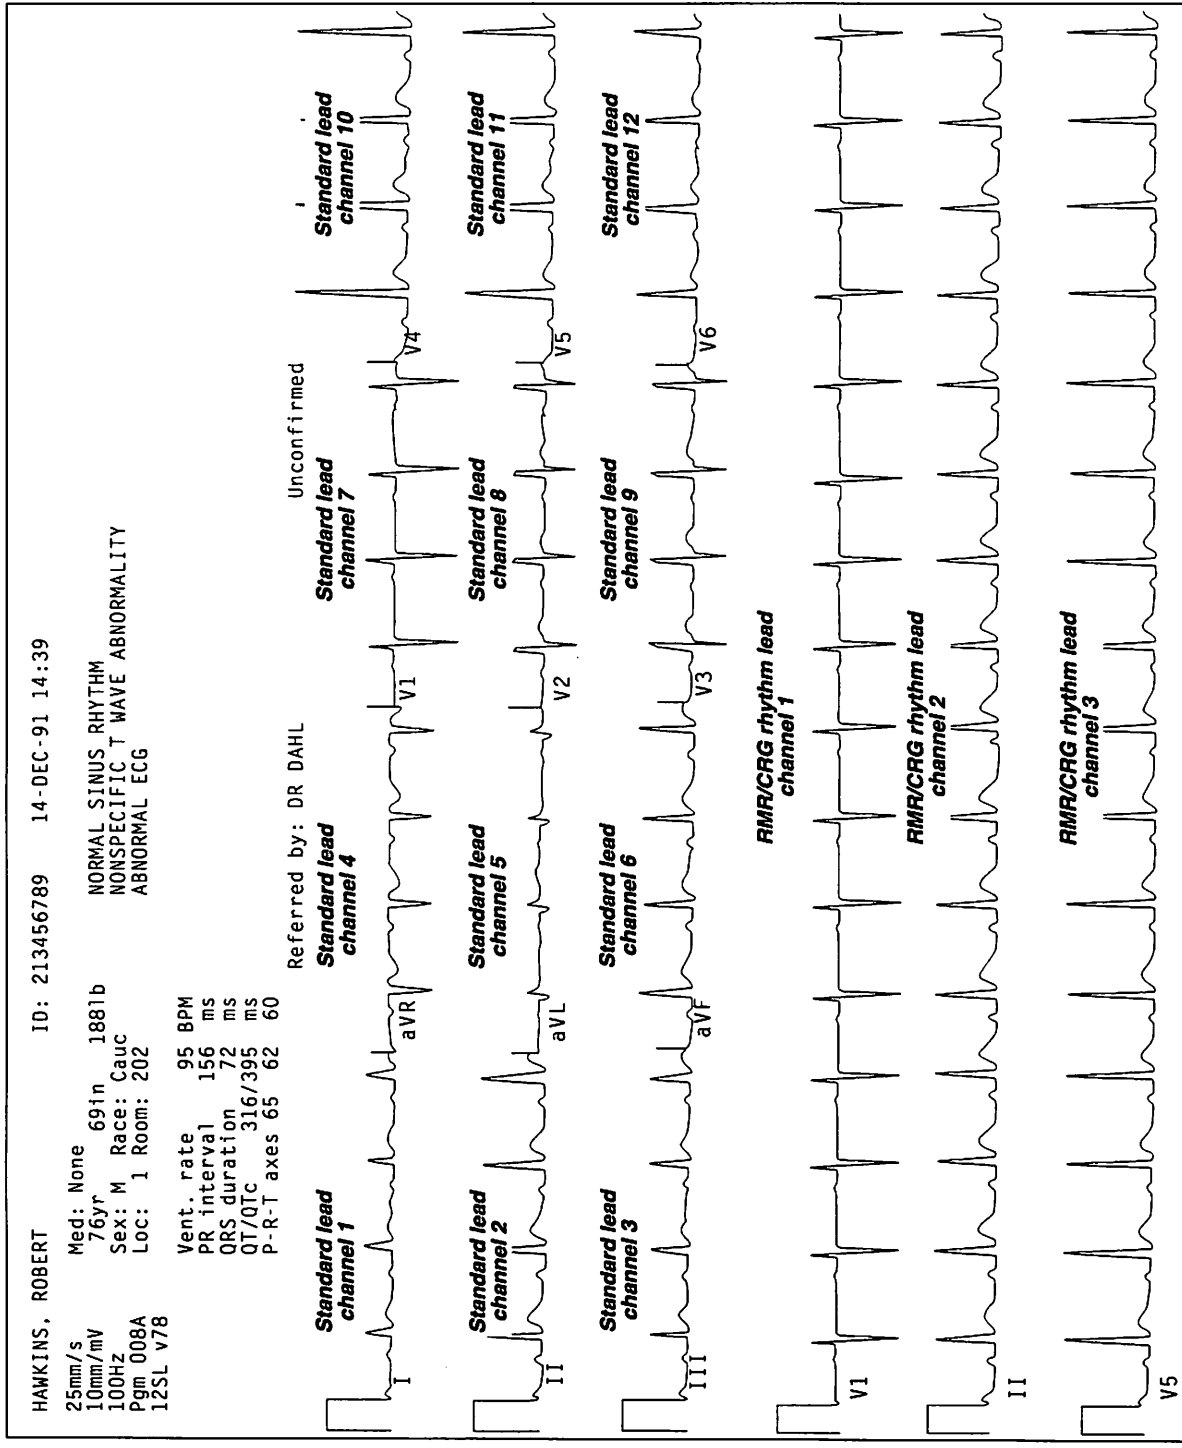 HAWKINS, ROBERT ID: 213456789 14-DEC-91 14:39
25mm/s
10mm/mV
100Hz
Pgm 008A
12SL v78
Med: None
76yr 69in 188lb
Sex: M Race: Cauc
Loc: 1 Room: 202
NORMAL SINUS RHYTHM
NONSPECIFIC T WAVE ABNORMALITY
ABNORMAL ECG
Vent. rate 95 BPM
PR interval 156 ms
QRS duration 72 ms
QT/QTc 316/395 ms
P-R-T axes 65 62 60
Referred by: DR DAHL Unconfirmed
Standard lead
channel 1
Standard lead
channel 4
Standard lead
channel 7
Standard lead
channel 10
I aVR V1 V4
Standard lead
channel 2
Standard lead
channel 5
Standard lead
channel 8
Standard lead
channel 11
II aVL V2 V5
Standard lead
channel 3
Standard lead
channel 6
Standard lead
channel 9
Standard lead
channel 12
III aVF V3 V6
RMR/CRG rhythm lead
channel 1
V1
RMR/CRG rhythm lead
channel 2
II
RMR/CRG rhythm lead
channel 3
V5